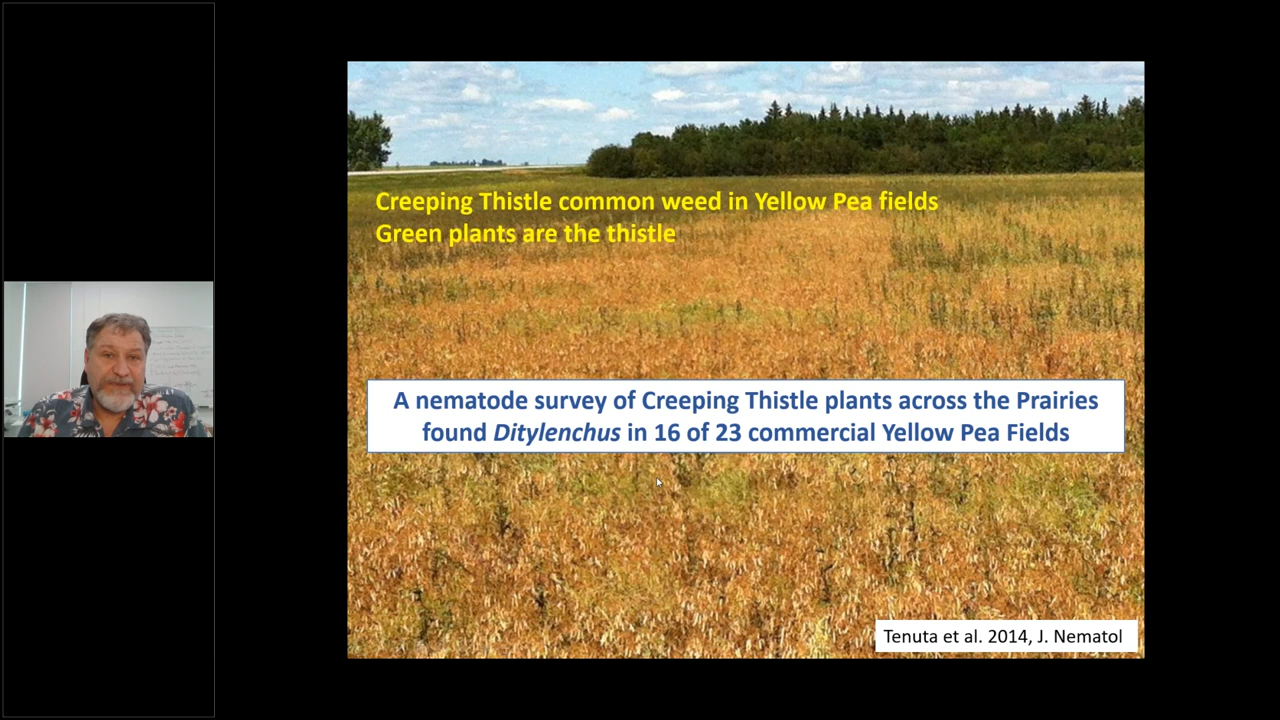 Creeping Thistle common weed in Yellow Pea fields
Green plants are the thistle
A nematode survey of Creeping Thistle plants across the Prairies
found Ditylenchus in 16 of 23 commercial Yellow Pea Fields
Tenuta et al. 2014, J. Nematol